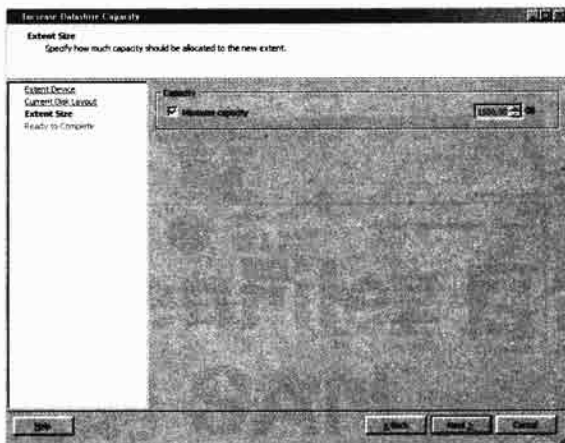 Increase Datastore Capacity
Extent Size
Specify how much capacity should be allocated to the new extent.
Extent Device
Current Disk Layout
Extent Size
Ready to Complete
Capacity
Maximize capacity
GB
Help
< Back
Next >
Cancel